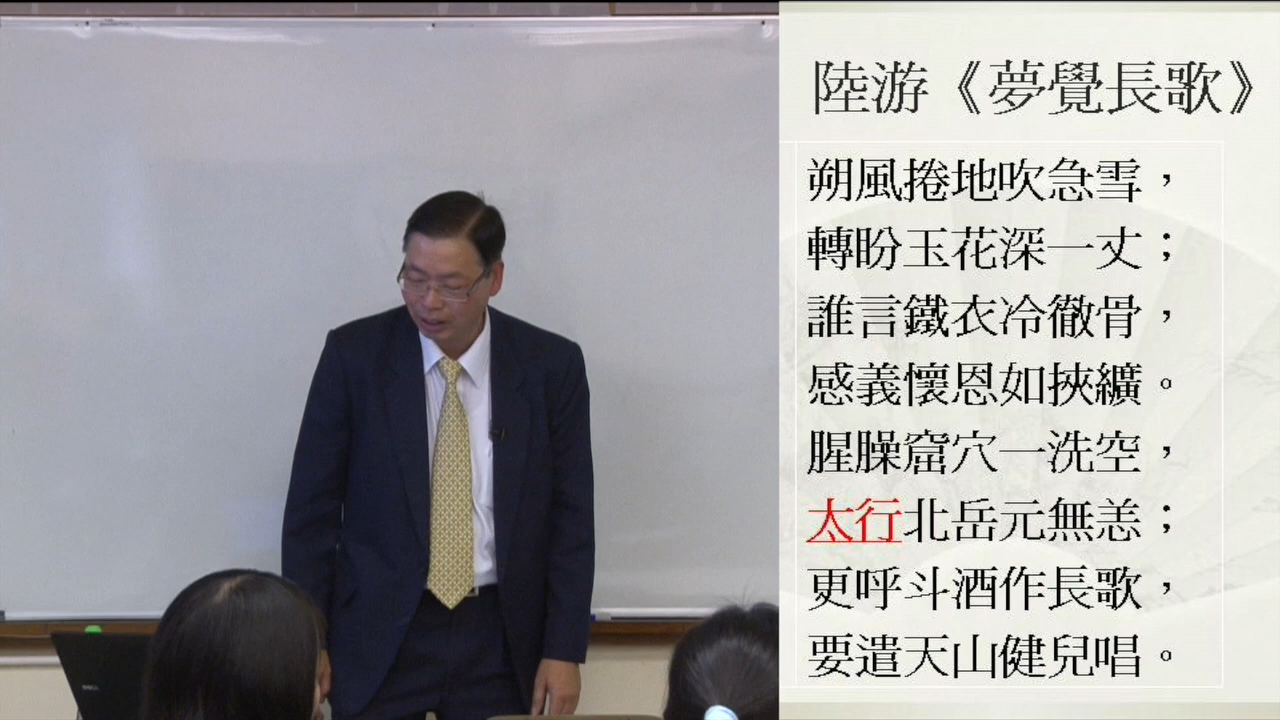 陸游《夢覺長歌》
朔風捲地吹急雪，
轉盼玉花深一丈；
誰言鐵衣冷徹骨，
感義懷恩如挾纊。
腥臊窟穴一洗空，
太行北岳元無恙；
更呼斗酒作長歌，
要遣天山健兒唱。